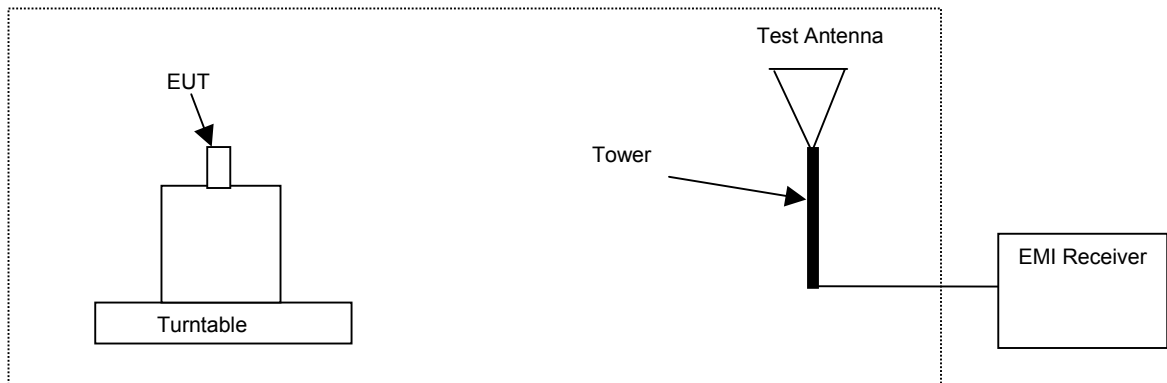 Test Antenna
EUT
Tower
EMI Receiver
Turntable